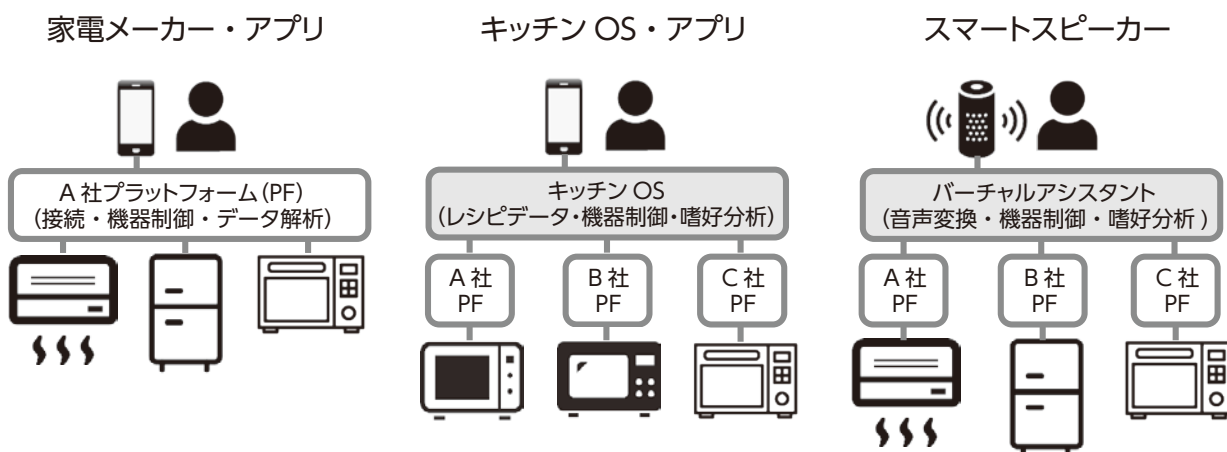 家電メーカー・アプリ
キッチン OS・アプリ
スマートスピーカー
A 社プラットフォーム(PF)
(接続・機器制御・データ解析)
キッチン OS
(レシピデータ・機器制御・嗜好分析)
バーチャルアシスタント
(音声変換・機器制御・嗜好分析 )
A 社
PF
B 社
PF
C 社
PF
A 社
PF
B 社
PF
C 社
PF